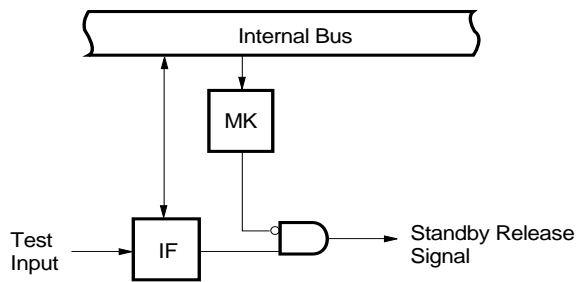 Internal Bus
MK
Test
Input
IF
Standby Release
Signal